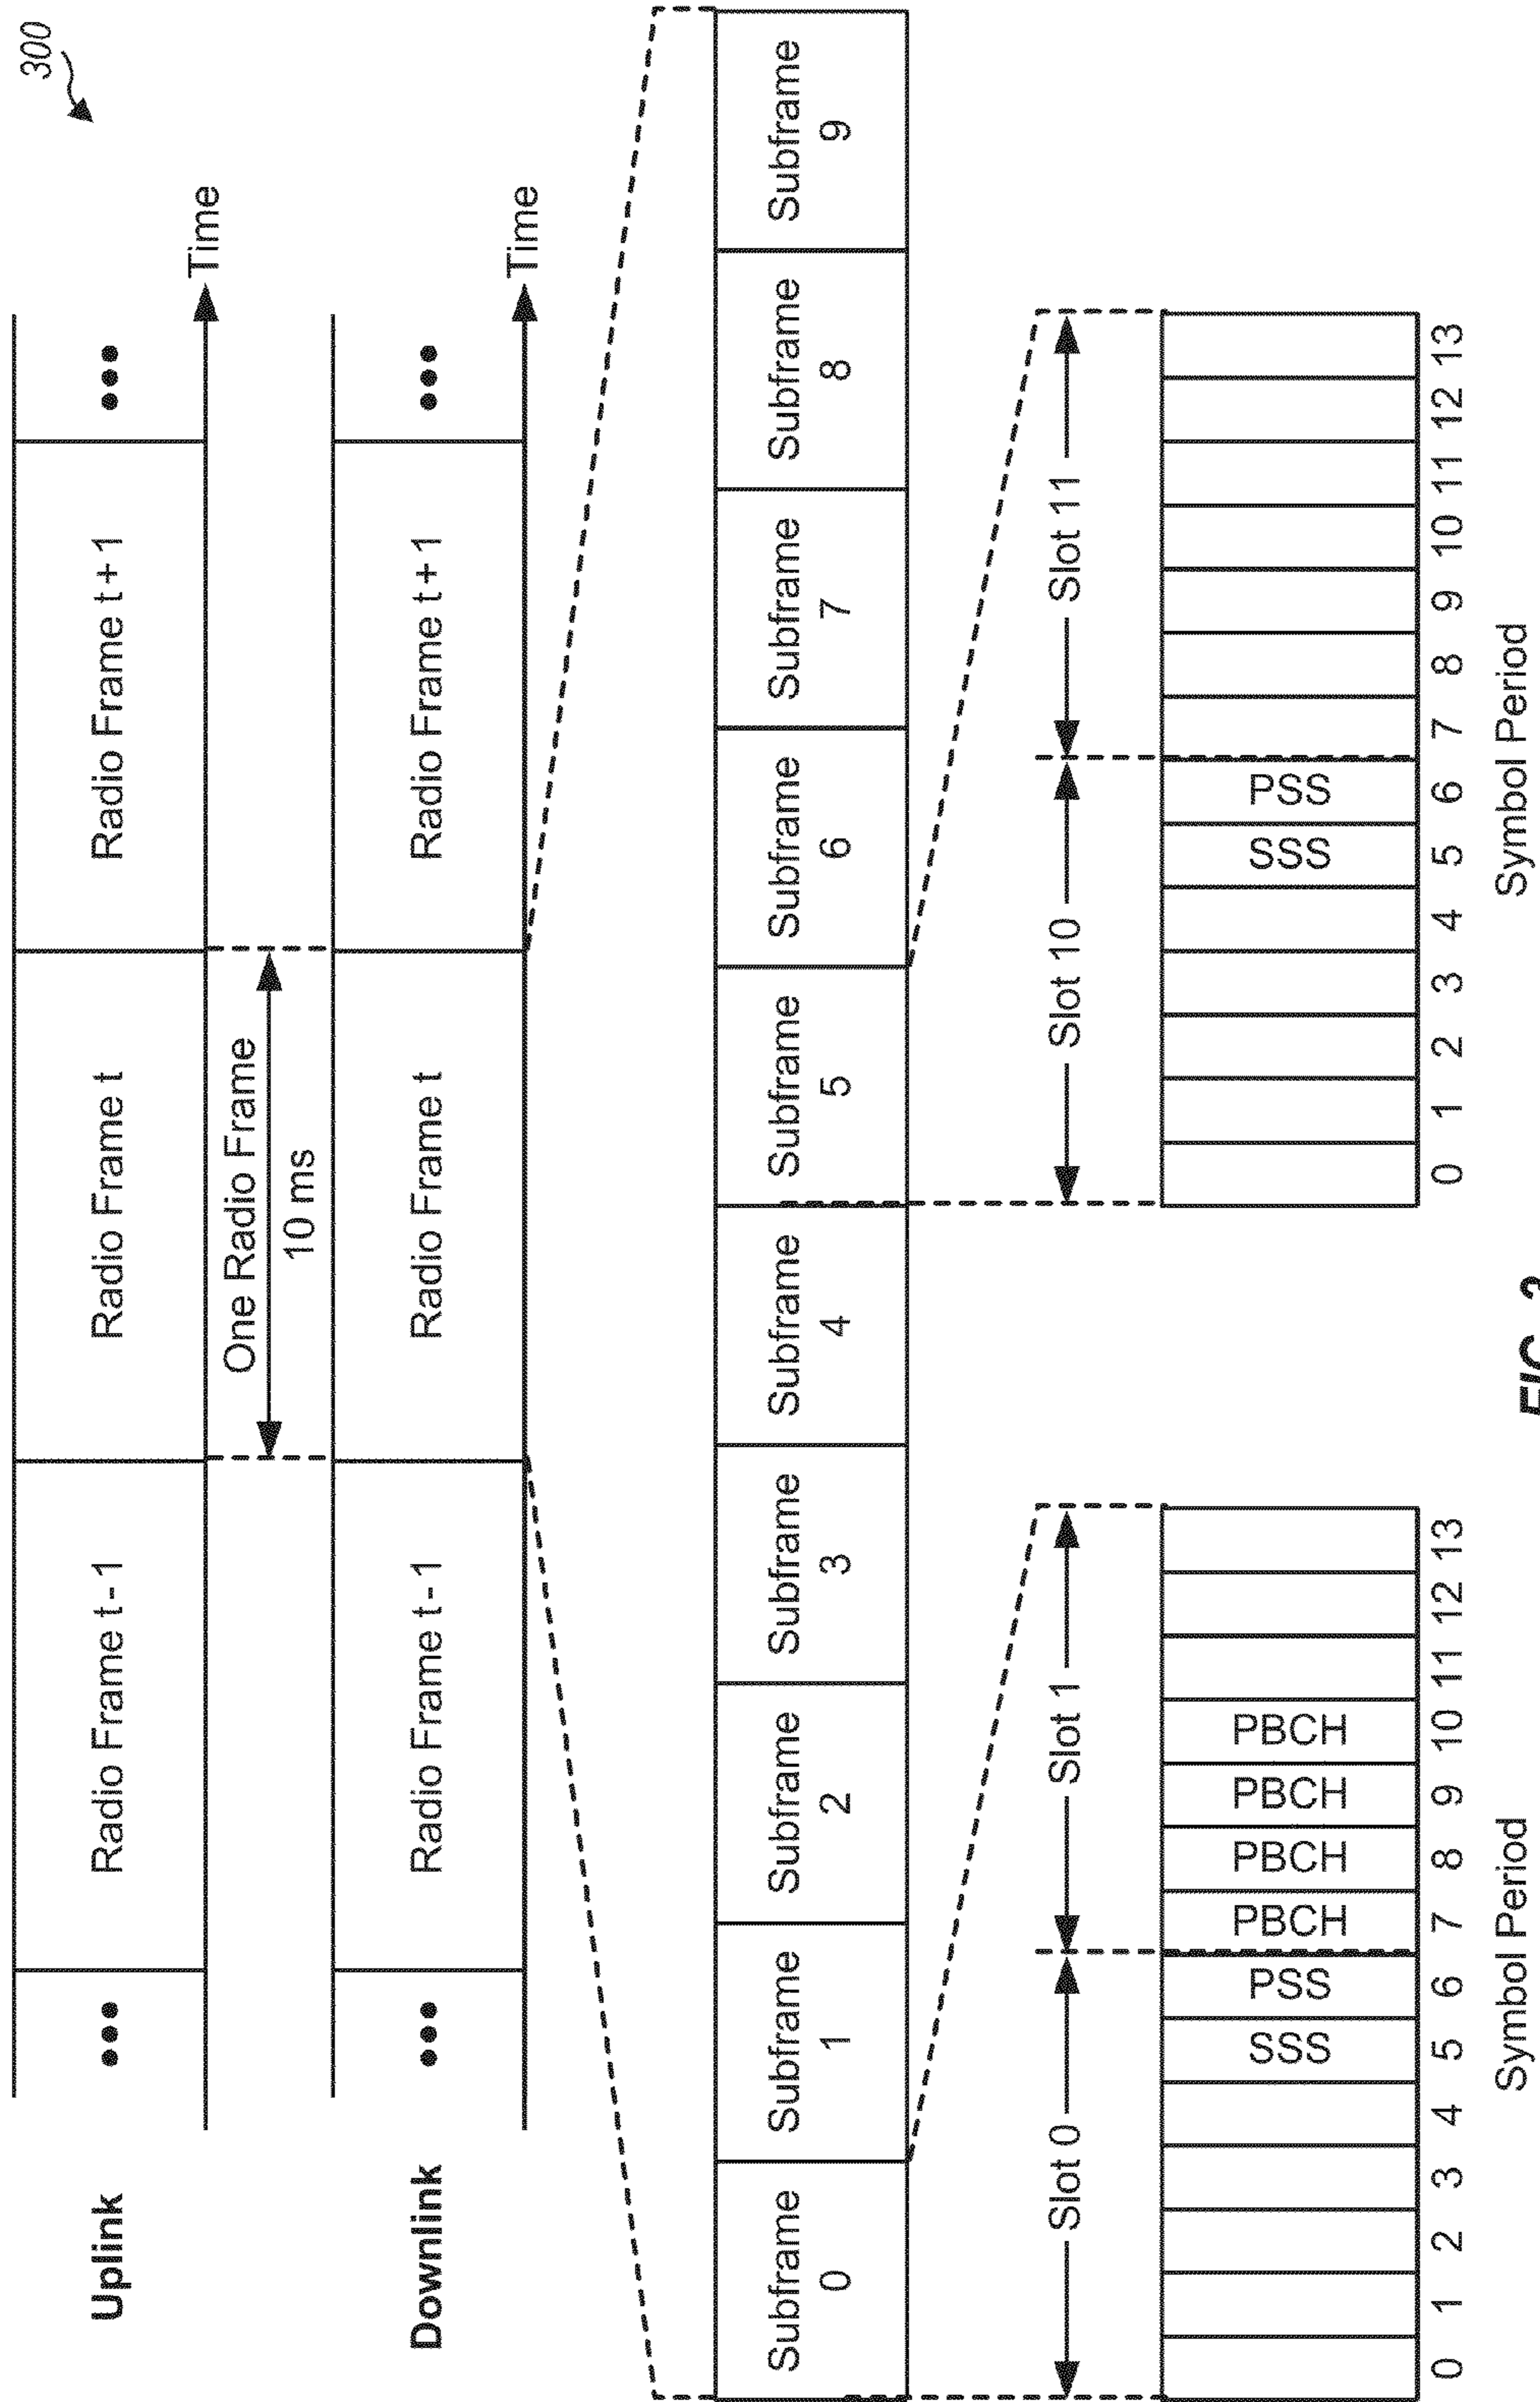 300
Uplink
••• Radio Frame t-1 Radio Frame t Radio Frame t+1 •••
Time
One Radio Frame
10 ms
Downlink
••• Radio Frame t-1 Radio Frame t Radio Frame t+1 •••
Time
Subframe 0 Subframe 1 Subframe 2 Subframe 3 Subframe 4 Subframe 5 Subframe 6 Subframe 7 Subframe 8 Subframe 9
Slot 0 Slot 1
SSS PSS PBCH PBCH PBCH PBCH
0 1 2 3 4 5 6 7 8 9 10 11 12 13
Symbol Period
Slot 10 Slot 11
SSS PSS
0 1 2 3 4 5 6 7 8 9 10 11 12 13
Symbol Period
FIG.